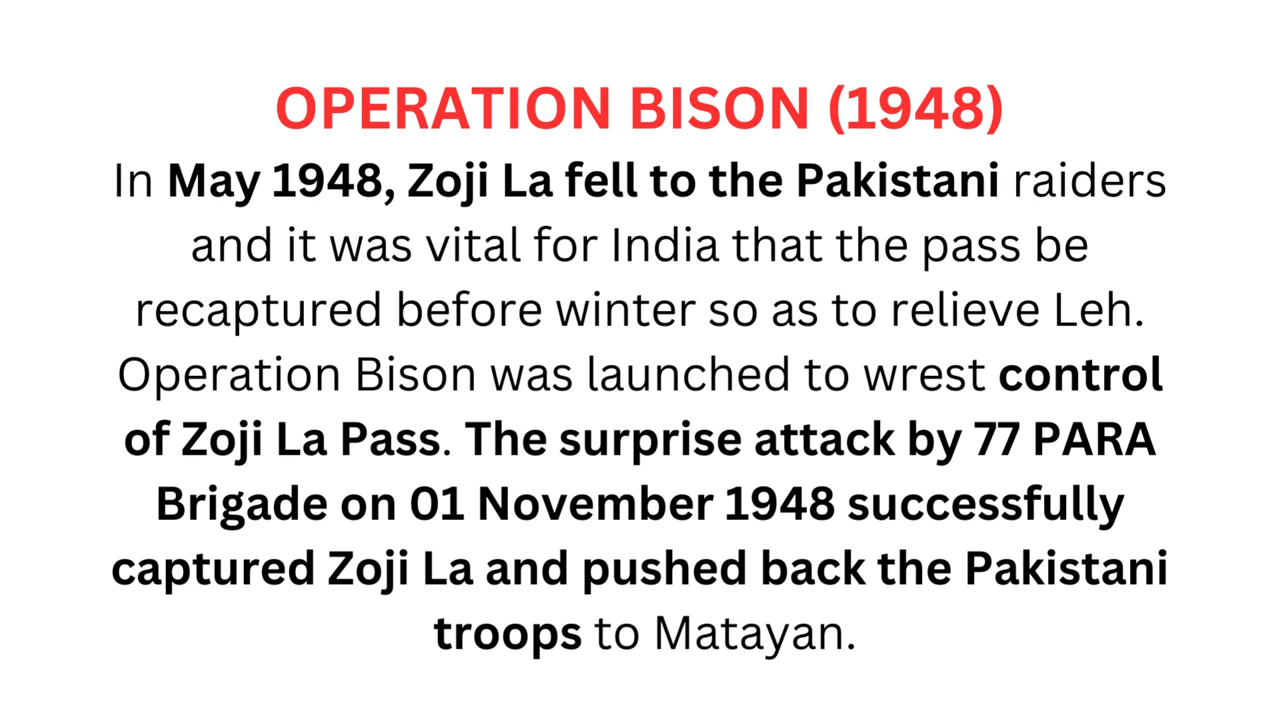 OPERATION BISON (1948)
In May 1948, Zoji La fell to the Pakistani raiders
and it was vital for India that the pass be
recaptured before winter so as to relieve Leh.
Operation Bison was launched to wrest control
of Zoji La Pass. The surprise attack by 77 PARA
Brigade on 01 November 1948 successfully
captured Zoji La and pushed back the Pakistani
troops to Matayan.